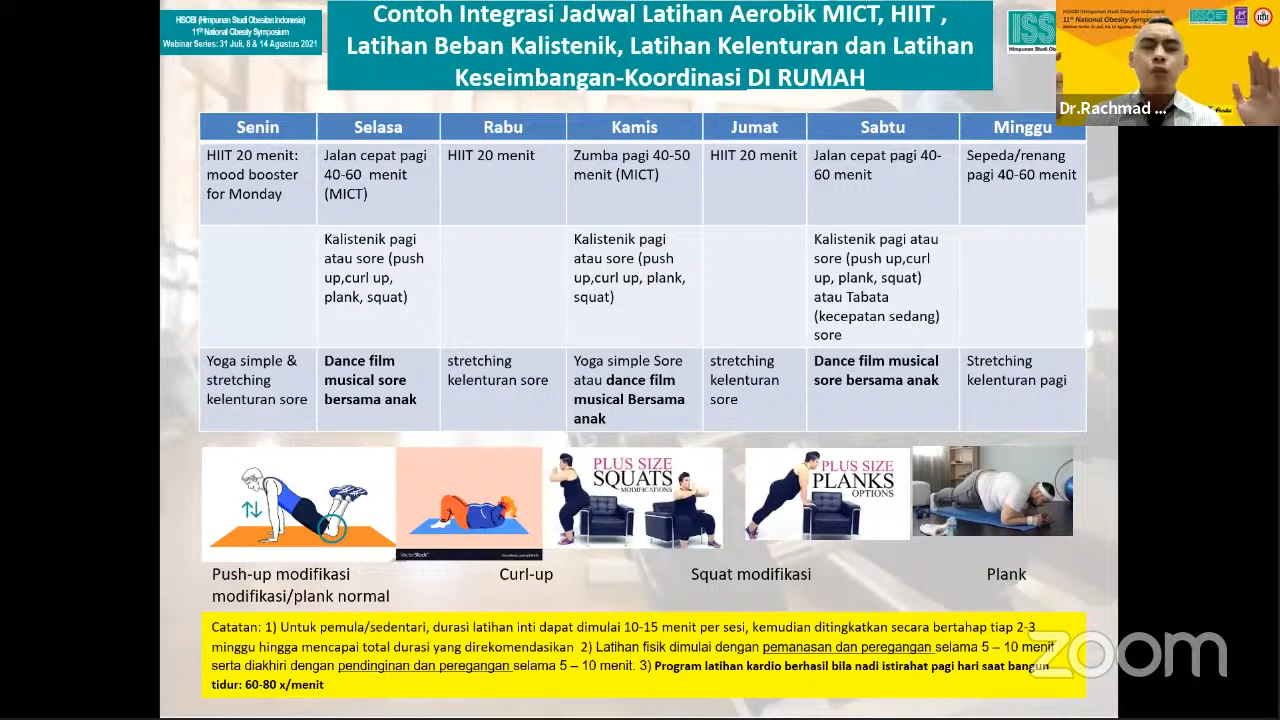 HISOBI (Himpunan Studi Obesitas Indonesia)
11th National Obesity Symposium
Webinar Series: 31 Juli, 8 & 14 Agustus 2021
Contoh Integrasi Jadwal Latihan Aerobik MICT, HIIT ,
Latihan Beban Kalistenik, Latihan Kelenturan dan Latihan
Keseimbangan-Koordinasi DI RUMAH
Himpunan Studi
11th National Obesity
Dr.Rachmad ...
Senin Selasa Rabu Kamis Jumat Sabtu Minggu
HIIT 20 menit:
mood booster
for Monday
Jalan cepat pagi
40-60 menit
(MICT)
HIIT 20 menit
Zumba pagi 40-50
menit (MICT)
HIIT 20 menit
Jalan cepat pagi 40-
60 menit
Sepeda/renang
pagi 40-60 menit
Kalistenik pagi
atau sore (push
up,curl up,
plank, squat)
Kalistenik pagi
atau sore (push
up,curl up, plank,
squat)
Kalistenik pagi atau
sore (push up,curl
up, plank, squat)
atau Tabata
(kecepatan sedang)
sore
Yoga simple &
stretching
kelenturan sore
Dance film
musical sore
bersama anak
stretching
kelenturan sore
Yoga simple Sore
atau dance film
musical Bersama
anak
stretching
kelenturan
sore
Dance film musical
sore bersama anak
Stretching
kelenturan pagi
PLUS SIZE
SQUATS
MODIFICATIONS
PLUS SIZE
PLANKS
OPTIONS
VectorStock
Push-up modifikasi
modifikasi/plank normal
Curl-up
Squat modifikasi
Plank
Catatan: 1) Untuk pemula/sedentari, durasi latihan inti dapat dimulai 10-15 menit per sesi, kemudian ditingkatkan secara bertahap tiap 2-3
minggu hingga mencapai total durasi yang direkomendasikan 2) Latihan fisik dimulai dengan pemanasan dan peregangan selama 5 – 10 menit
serta diakhiri dengan pendinginan dan peregangan selama 5 – 10 menit. 3) Program latihan kardio berhasil bila nadi istirahat pagi hari saat bangun
tidur: 60-80 x/menit
zoom